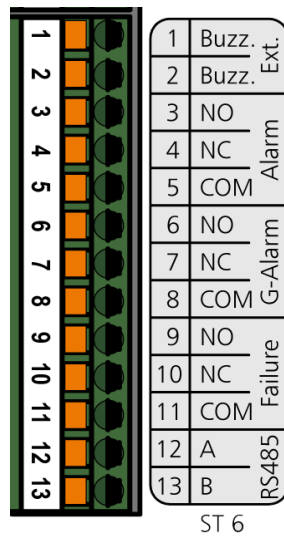 1 1 Buzz.
2 2 Buzz.
Ext.
3 3 NO
4 4 NC
5 5 COM
Alarm
6 6 NO
7 7 NC
8 8 COM
G-Alarm
9 9 NO
10 10 NC
11 11 COM
Failure
12 12 A
13 13 B
RS485
ST 6